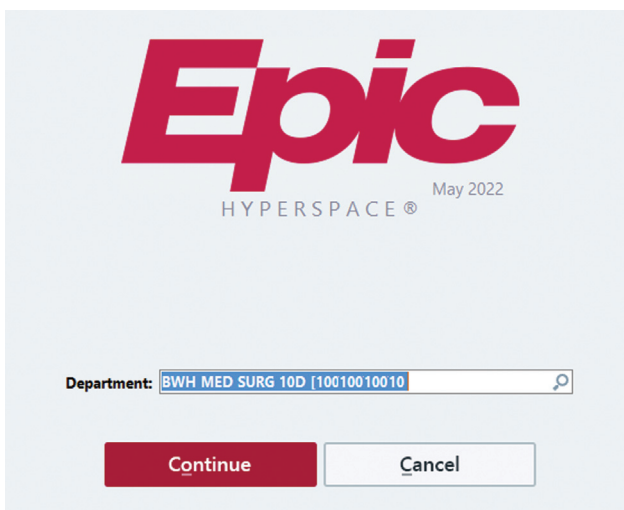 Epic
May 2022
HYPERSPACE®
Department: BWH MED SURG 10D [10010010010
Continue
Cancel